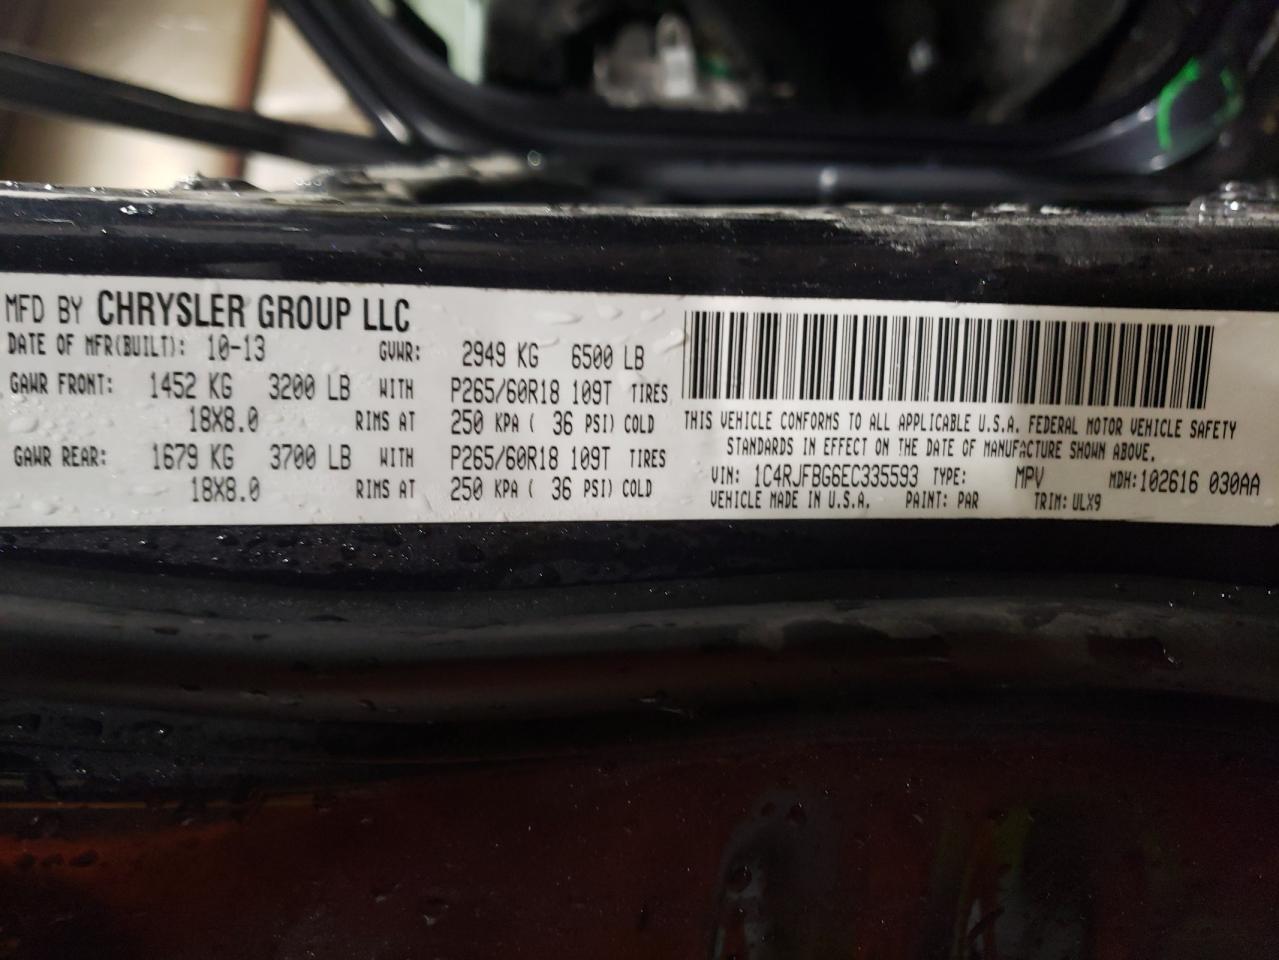 MFD BY CHRYSLER GROUP LLC
DATE OF MFR(BUILT): 10-13 GVWR: 2949 KG 6500 LB
GAWR FRONT: 1452 KG 3200 LB WITH P265/60R18 109T TIRES
18X8.0 RIMS AT 250 KPA ( 36 PSI) COLD
GAWR REAR: 1679 KG 3700 LB WITH P265/60R18 109T TIRES
18X8.0 RIMS AT 250 KPA ( 36 PSI) COLD
THIS VEHICLE CONFORMS TO ALL APPLICABLE U.S.A. FEDERAL MOTOR VEHICLE SAFETY
STANDARDS IN EFFECT ON THE DATE OF MANUFACTURE SHOWN ABOVE.
VIN: 1C4RJFBG6EC335593 TYPE: MPV MDH:102616 030AA
VEHICLE MADE IN U.S.A. PAINT: PAR TRIM: ULX9